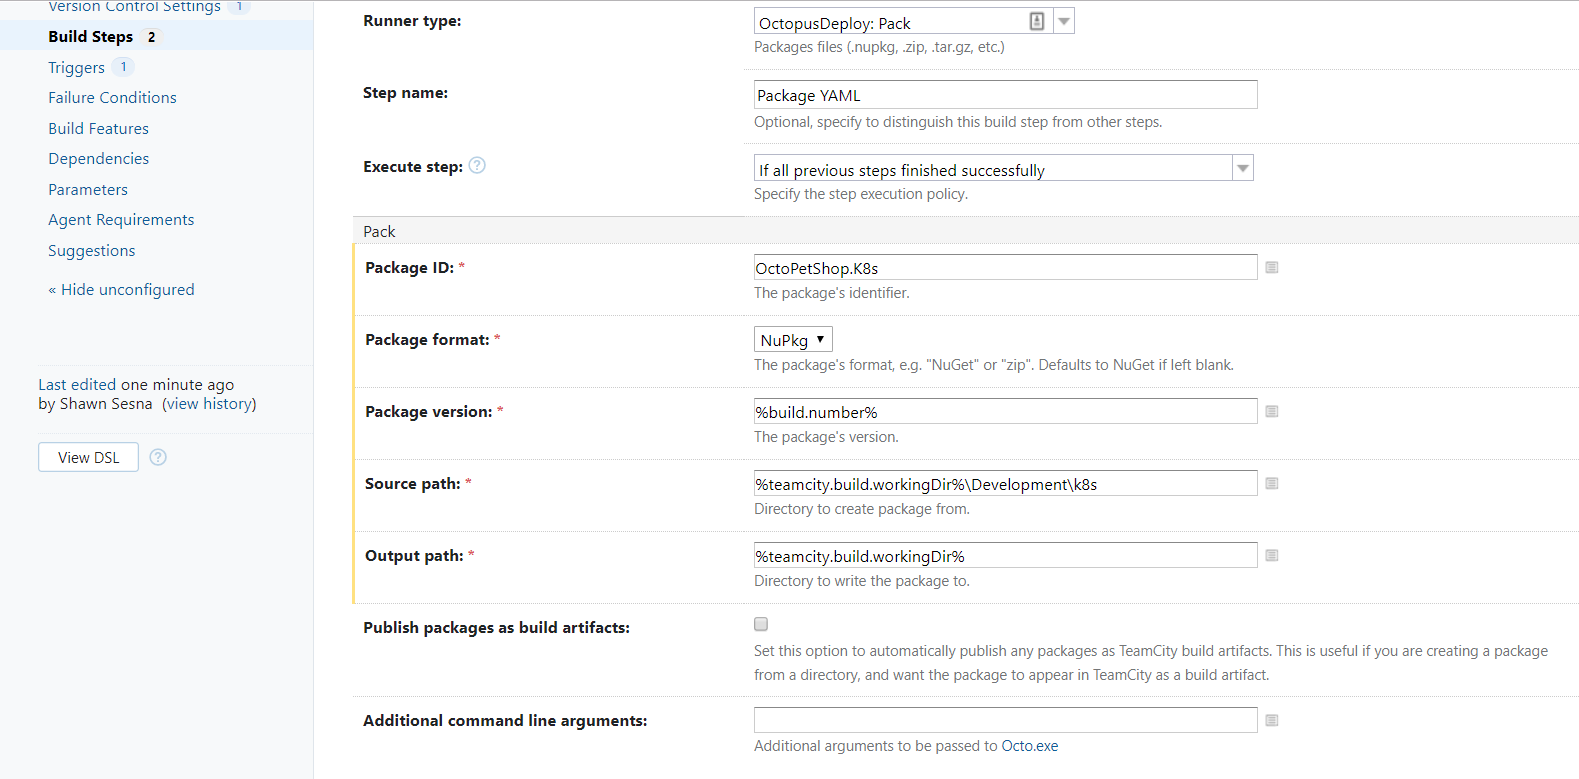 Version Control Settings 1
Build Steps 2
Triggers 1
Failure Conditions
Build Features
Dependencies
Parameters
Agent Requirements
Suggestions
« Hide unconfigured
Last edited one minute ago
by Shawn Sesna (view history)
View DSL ?
Runner type:
OctopusDeploy: Pack
Packages files (.nupkg, .zip, .tar.gz, etc.)
Step name:
Package YAML
Optional, specify to distinguish this build step from other steps.
Execute step: ?
If all previous steps finished successfully
Specify the step execution policy.
Pack
Package ID: *
OctoPetShop.K8s
The package's identifier.
Package format: *
NuPkg
The package's format, e.g. "NuGet" or "zip". Defaults to NuGet if left blank.
Package version: *
%build.number%
The package's version.
Source path: *
%teamcity.build.workingDir%\Development\k8s
Directory to create package from.
Output path: *
%teamcity.build.workingDir%
Directory to write the package to.
Publish packages as build artifacts:
Set this option to automatically publish any packages as TeamCity build artifacts. This is useful if you are creating a package
from a directory, and want the package to appear in TeamCity as a build artifact.
Additional command line arguments:
Additional arguments to be passed to Octo.exe